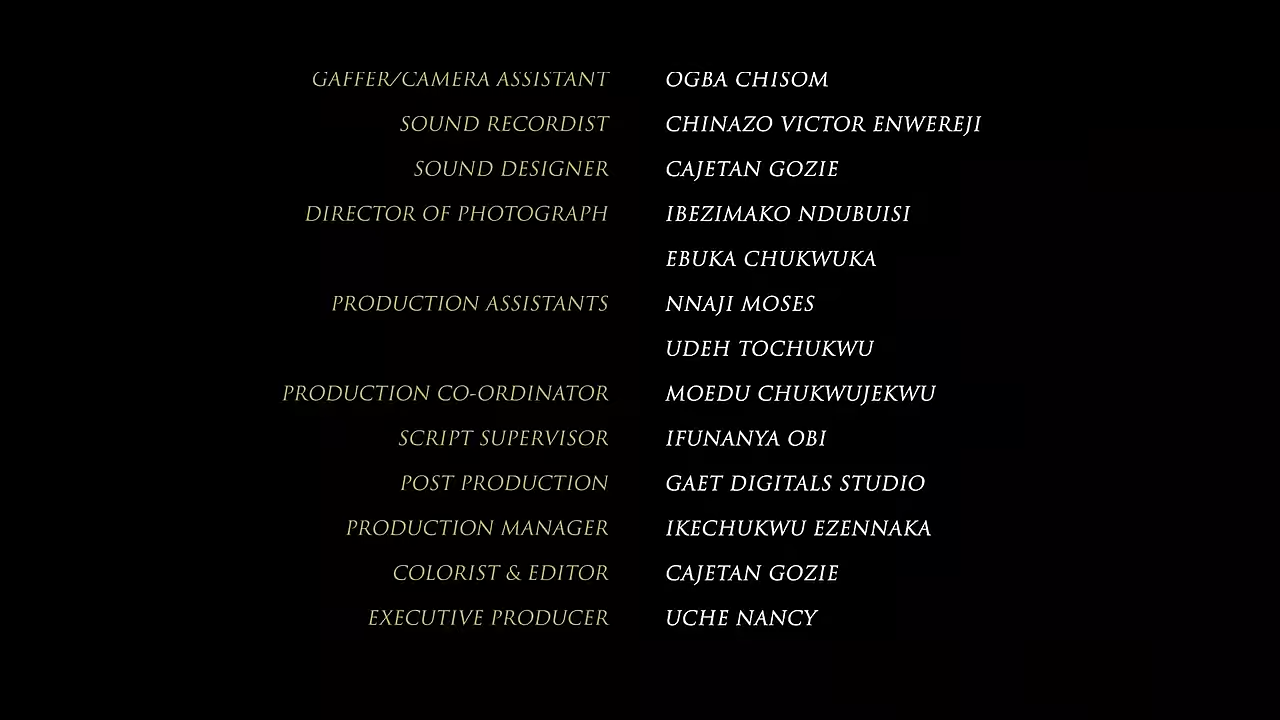 GAFFER/CAMERA ASSISTANT OGBA CHISOM
SOUND RECORDIST CHINAZO VICTOR ENWEREJI
SOUND DESIGNER CAJETAN GOZIE
DIRECTOR OF PHOTOGRAPH IBEZIMAKO NDUBUISI
EBUKA CHUKWUKA
PRODUCTION ASSISTANTS NNAJI MOSES
UDEH TOCHUKWU
PRODUCTION CO-ORDINATOR MOEDU CHUKWUJEKWU
SCRIPT SUPERVISOR IFUNANYA OBI
POST PRODUCTION GAET DIGITALS STUDIO
PRODUCTION MANAGER IKECHUKWU EZENNAKA
COLORIST & EDITOR CAJETAN GOZIE
EXECUTIVE PRODUCER UCHE NANCY